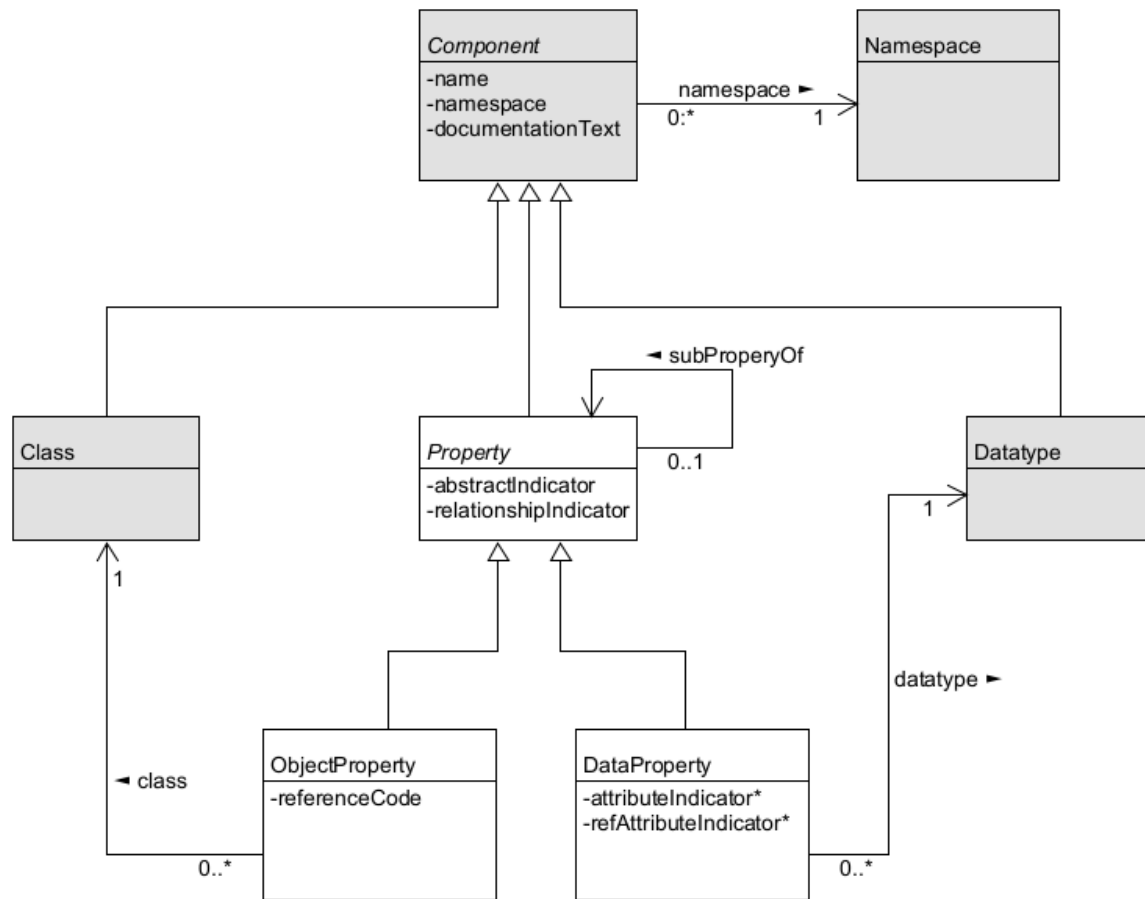 Component
-name
-namespace
-documentationText
namespace ►
0:*
1
Namespace
◄ subProperyOf
Class
Property
-abstractIndicator
-relationshipIndicator
0..1
Datatype
1
1
datatype ►
◄ class
ObjectProperty
-referenceCode
DataProperty
-attributeIndicator*
-refAttributeIndicator*
0..*
0..*